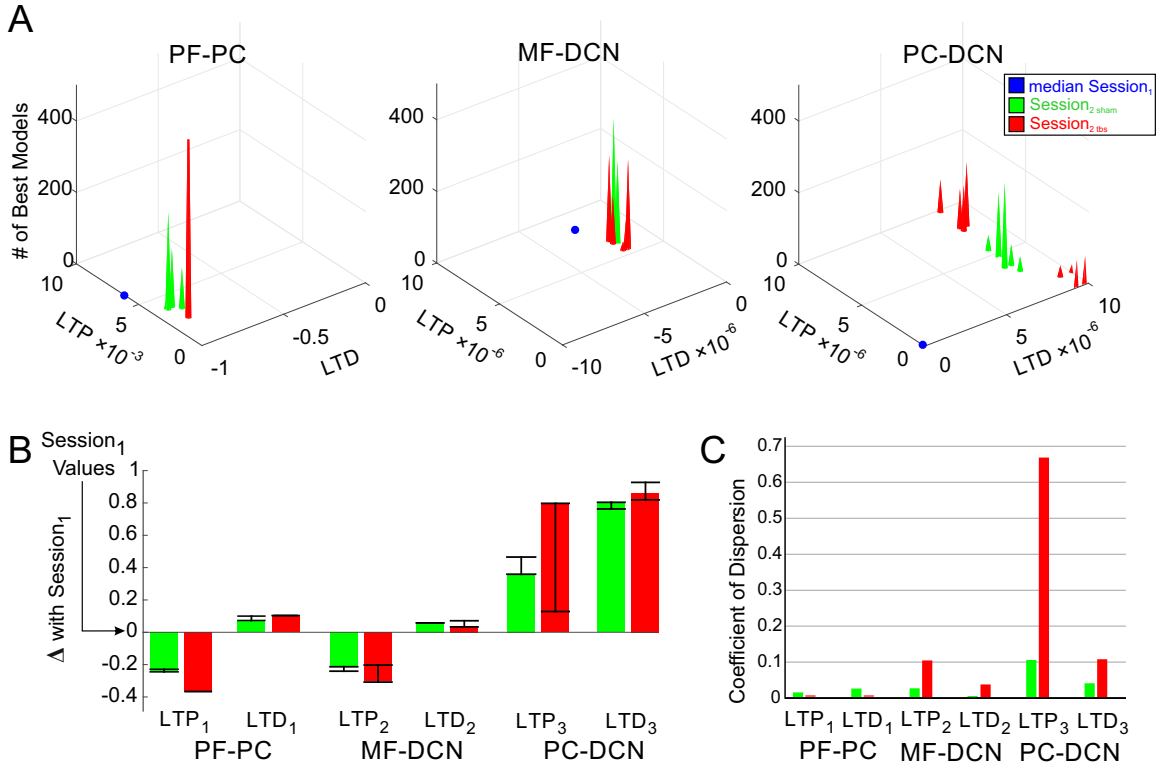 A
PF-PC
MF-DCN
PC-DCN
median Session1
Session2 sham
Session2 tbs
# of Best Models
400
200
0
10
5
0
LTP ×10-3
-1
-0.5
0
LTD
400
200
0
10
5
0
LTP ×10-6
-10
-5
0
LTD ×10-6
400
200
0
10
5
0
LTP ×10-6
0
5
10
LTD ×10-6
B
Session1
Values
Δ with Session1
1
0.8
0.6
0.4
0.2
0
-0.2
-0.4
LTP1 LTD1 LTP2 LTD2 LTP3 LTD3
PF-PC MF-DCN PC-DCN
C
Coefficient of Dispersion
0.7
0.6
0.5
0.4
0.3
0.2
0.1
0
LTP1 LTD1 LTP2 LTD2 LTP3 LTD3
PF-PC MF-DCN PC-DCN